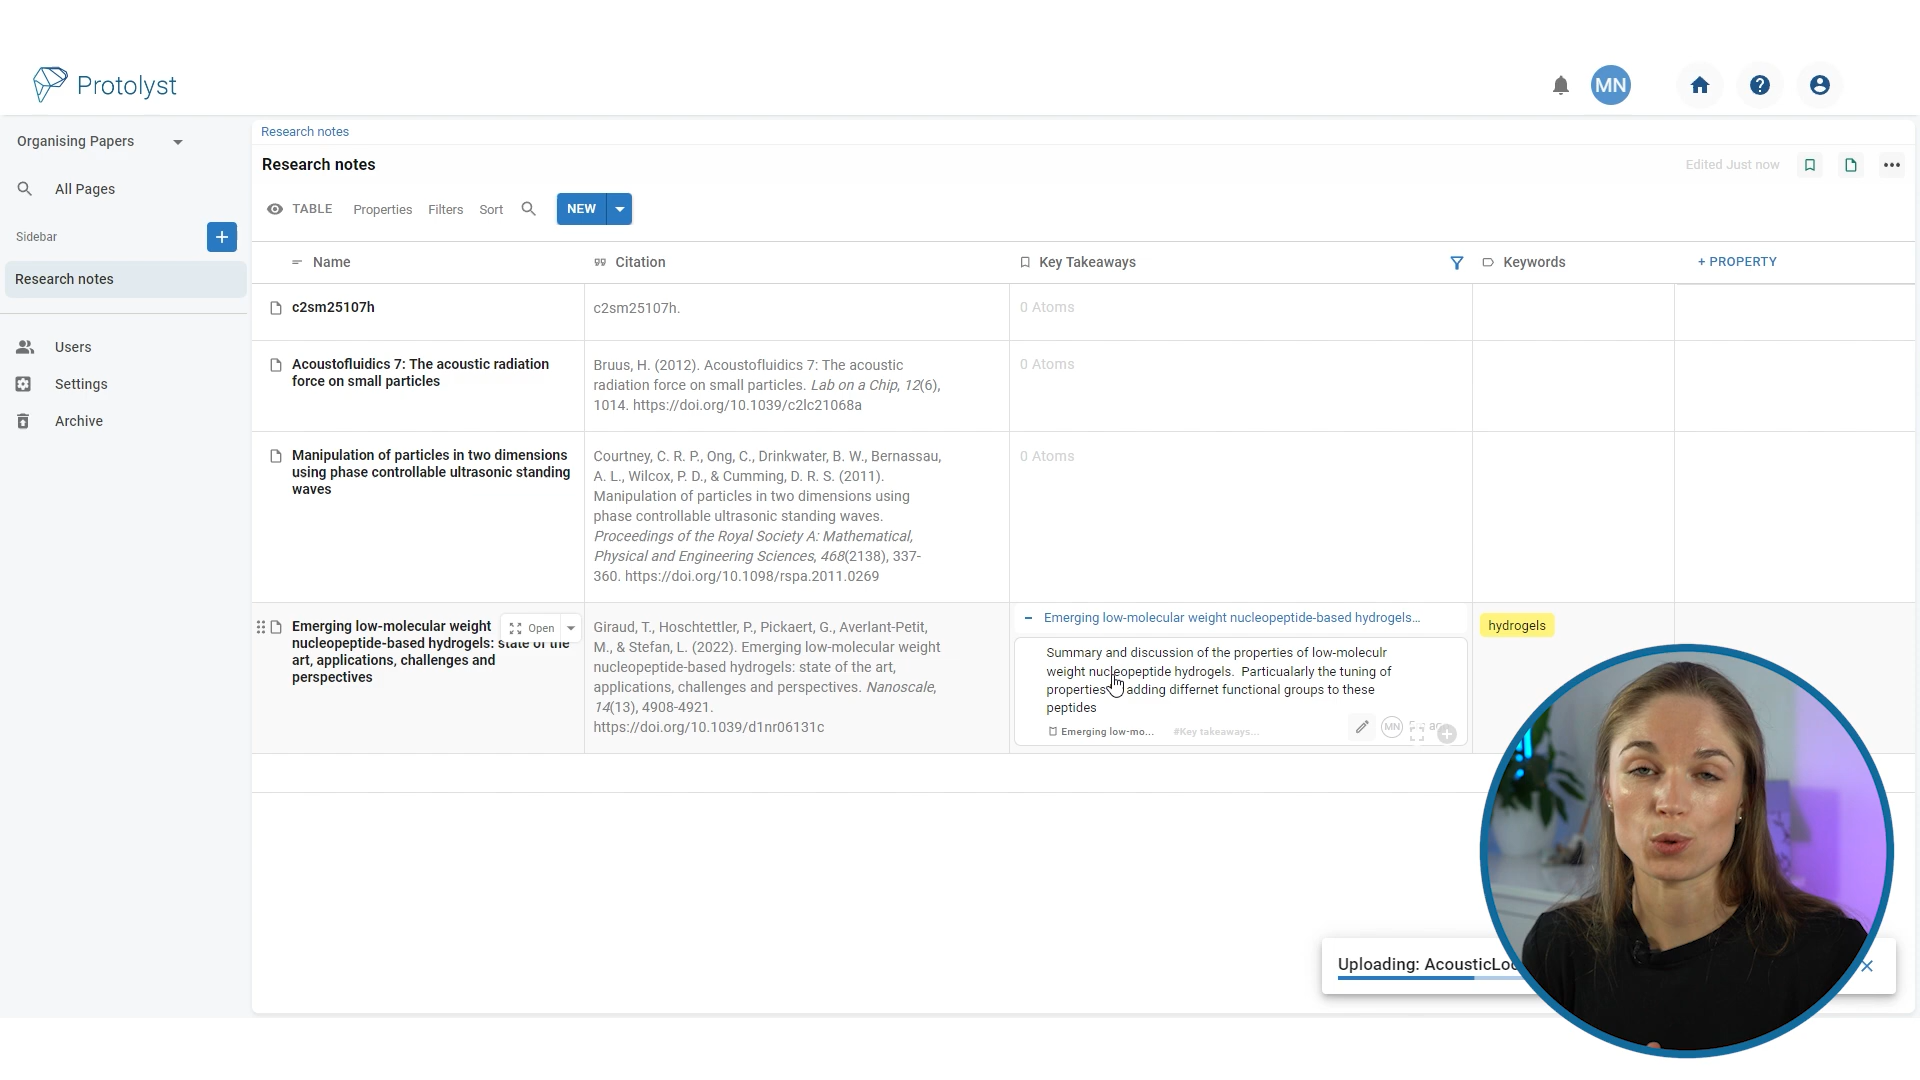 Protolyst
MN
Organising Papers
All Pages
Sidebar
Research notes
Users
Settings
Archive
Research notes
Research notes
Edited Just now
TABLE Properties Filters Sort NEW
Name Citation Key Takeaways Keywords + PROPERTY
c2sm25107h
c2sm25107h.
0 Atoms
Acoustofluidics 7: The acoustic radiation
force on small particles
Bruus, H. (2012). Acoustofluidics 7: The acoustic
radiation force on small particles. Lab on a Chip, 12(6),
1014. https://doi.org/10.1039/c2lc21068a
0 Atoms
Manipulation of particles in two dimensions
using phase controllable ultrasonic standing
waves
Courtney, C. R. P., Ong, C., Drinkwater, B. W., Bernassau,
A. L., Wilcox, P. D., & Cumming, D. R. S. (2011).
Manipulation of particles in two dimensions using
phase controllable ultrasonic standing waves.
Proceedings of the Royal Society A: Mathematical,
Physical and Engineering Sciences, 468(2138), 337-
360. https://doi.org/10.1098/rspa.2011.0269
0 Atoms
Emerging low-molecular weight
nucleopeptide-based hydrogels: state of the
art, applications, challenges and
perspectives
Open
Giraud, T., Hoschtettler, P., Pickaert, G., Averlant-Petit,
M., & Stefan, L. (2022). Emerging low-molecular weight
nucleopeptide-based hydrogels: state of the art,
applications, challenges and perspectives. Nanoscale,
14(13), 4908-4921.
https://doi.org/10.1039/d1nr06131c
Emerging low-molecular weight nucleopeptide-based hydrogels...
Summary and discussion of the properties of low-moleculr
weight nucleopeptide hydrogels. Particularly the tuning of
properties adding differnet functional groups to these
peptides
Emerging low-mo... #Key takeaways...
MN
hydrogels
Uploading: